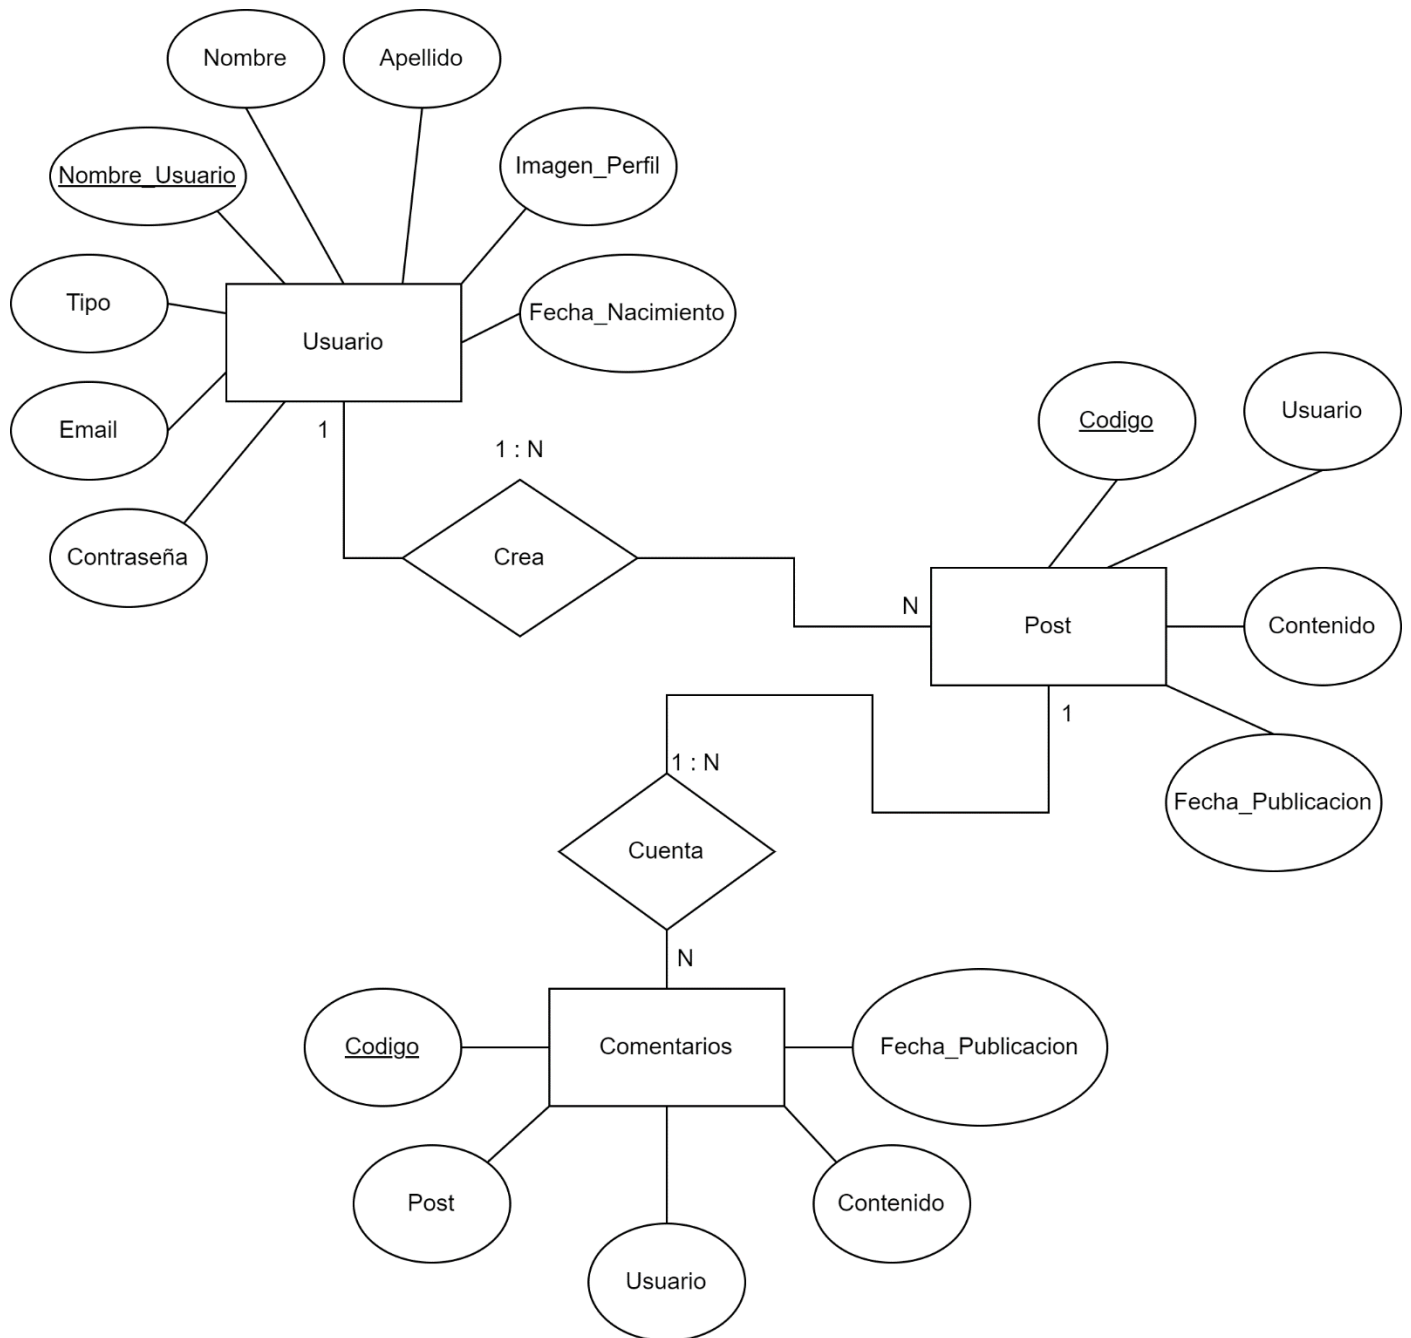 Nombre
Apellido
Imagen_Perfil
Nombre_Usuario
Tipo
Fecha_Nacimiento
Usuario
Email
1
Contraseña
1 : N
Crea
Codigo
Usuario
N
Post
Contenido
1
Fecha_Publicacion
1 : N
Cuenta
N
Codigo
Comentarios
Fecha_Publicacion
Post
Contenido
Usuario